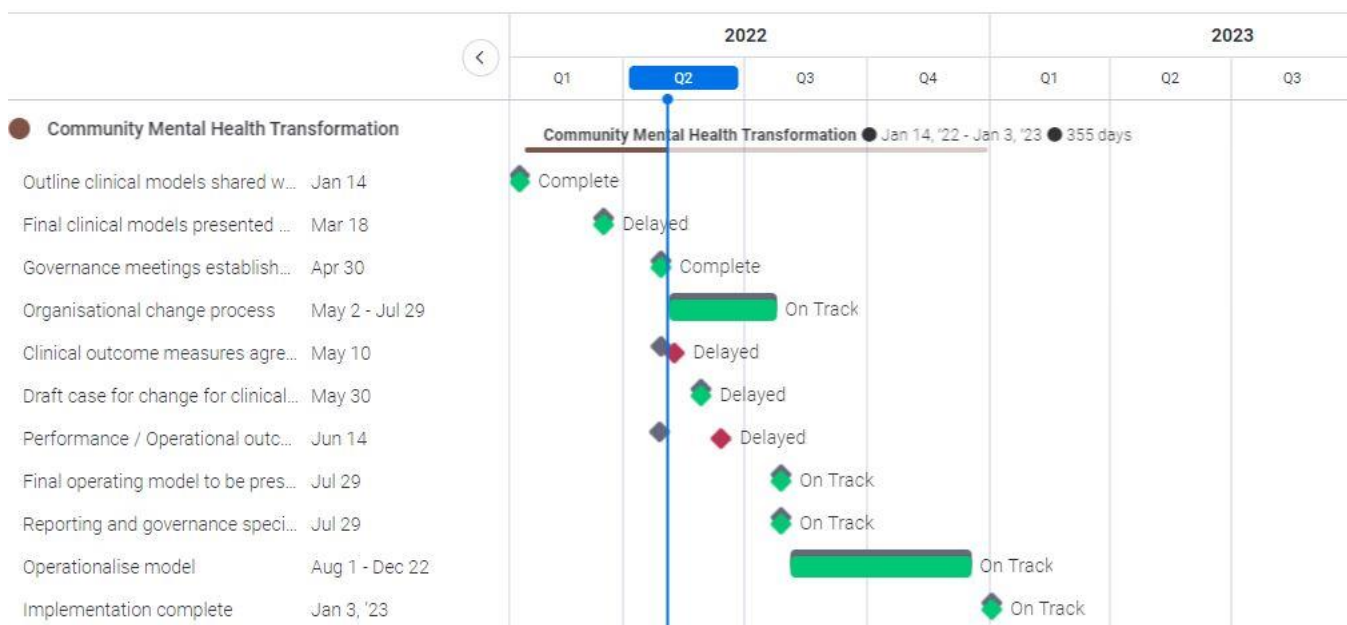 2022 2023
Q1 Q2 Q3 Q4 Q1 Q2 Q3
Community Mental Health Transformation
Community Mental Health Transformation Jan 14, '22 - Jan 3, '23 355 days
Outline clinical models shared w... Jan 14 Complete
Final clinical models presented ... Mar 18 Delayed
Governance meetings establish... Apr 30 Complete
Organisational change process May 2 - Jul 29 On Track
Clinical outcome measures agre... May 10 Delayed
Draft case for change for clinical... May 30 Delayed
Performance / Operational outc... Jun 14 Delayed
Final operating model to be pres... Jul 29 On Track
Reporting and governance speci... Jul 29 On Track
Operationalise model Aug 1 - Dec 22 On Track
Implementation complete Jan 3, '23 On Track